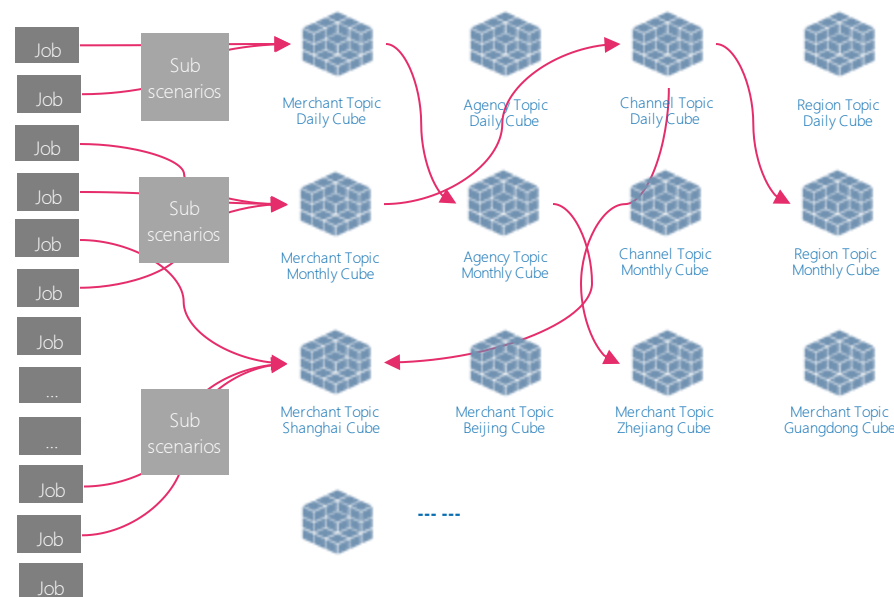 Job
Job
Job
Job
Job
Job
Job
...
...
Job
Job
Job
Sub
scenarios
Sub
scenarios
Sub
scenarios
Merchant Topic
Daily Cube
Agency Topic
Daily Cube
Channel Topic
Daily Cube
Region Topic
Daily Cube
Merchant Topic
Monthly Cube
Agency Topic
Monthly Cube
Channel Topic
Monthly Cube
Region Topic
Monthly Cube
Merchant Topic
Shanghai Cube
Merchant Topic
Beijing Cube
Merchant Topic
Zhejiang Cube
Merchant Topic
Guangdong Cube
--- ---